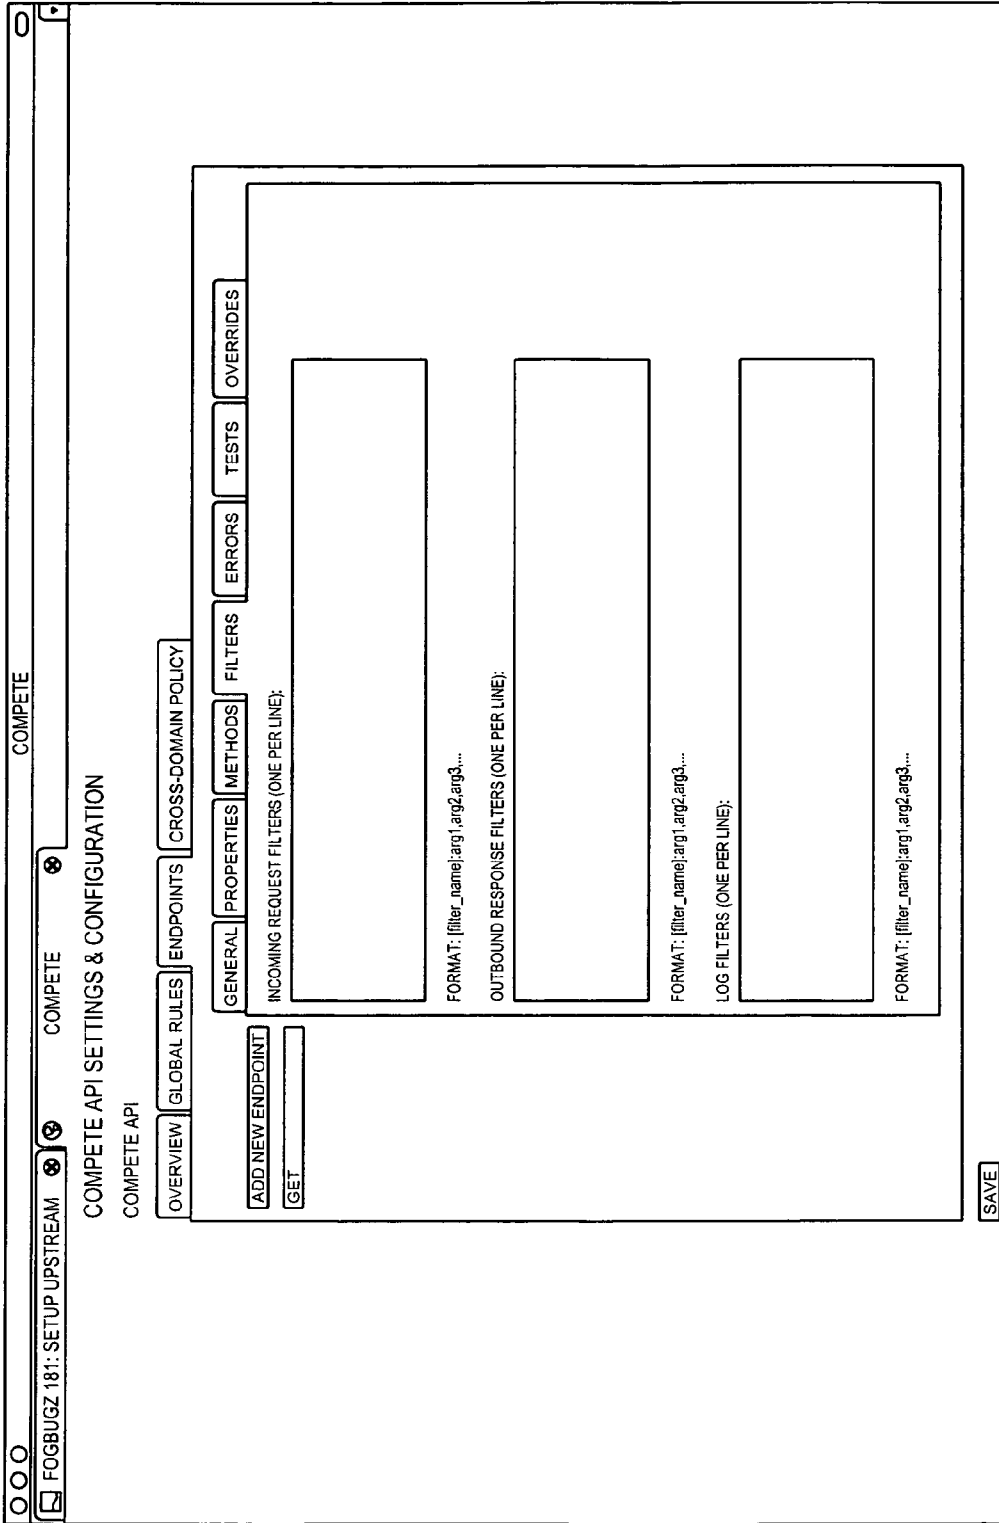 COMPETE
FOGBUGZ 181: SETUP UPSTREAM COMPETE
COMPETE API SETTINGS & CONFIGURATION
COMPETE API
OVERVIEW GLOBAL RULES ENDPOINTS CROSS-DOMAIN POLICY
GENERAL PROPERTIES METHODS FILTERS ERRORS TESTS OVERRIDES
ADD NEW ENDPOINT
GET
INCOMING REQUEST FILTERS (ONE PER LINE):
FORMAT: [filter_name]:arg1,arg2,arg3,...
OUTBOUND RESPONSE FILTERS (ONE PER LINE):
FORMAT: [filter_name]:arg1,arg2,arg3,...
LOG FILTERS (ONE PER LINE):
FORMAT: [filter_name]:arg1,arg2,arg3,...
SAVE